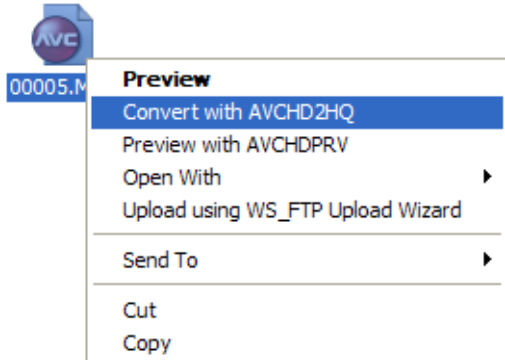 AVC
00005.M
Preview
Convert with AVCHD2HQ
Preview with AVCHDPRV
Open With
Upload using WS_FTP Upload Wizard
Send To
Cut
Copy